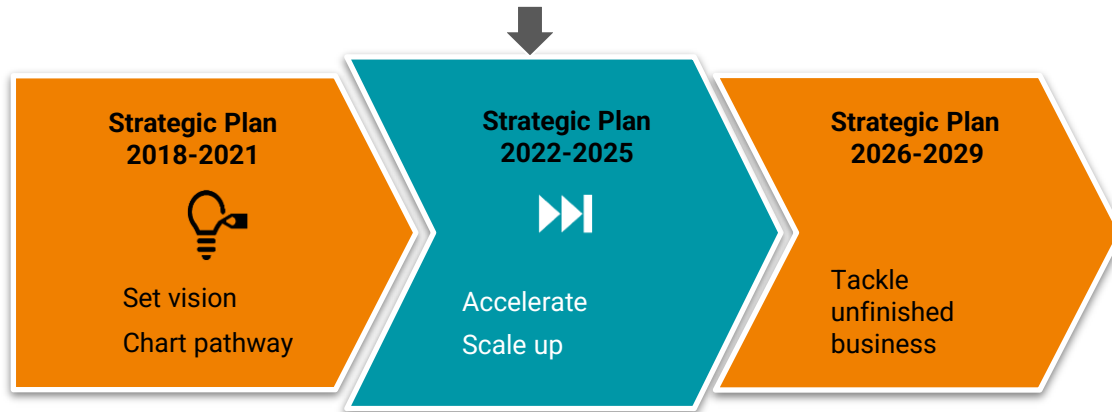 Strategic Plan
2018-2021
Set vision
Chart pathway
Strategic Plan
2022-2025
Accelerate
Scale up
Strategic Plan
2026-2029
Tackle
unfinished
business